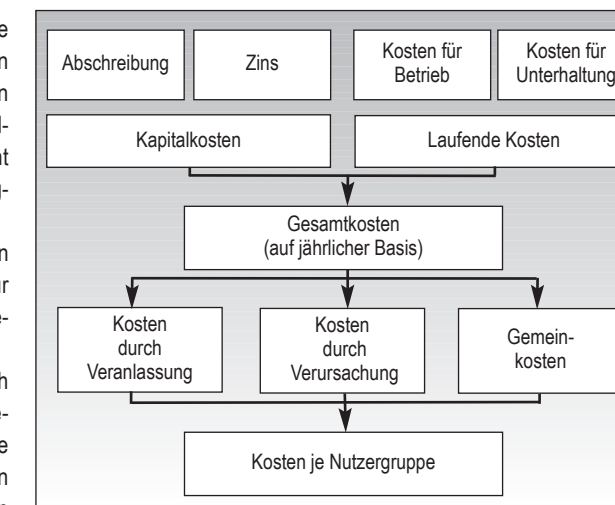 Abschreibung
Zins
Kosten für
Betrieb
Kosten für
Unterhaltung
Kapitalkosten
Laufende Kosten
Gesamtkosten
(auf jährlicher Basis)
Kosten
durch
Veranlassung
Kosten
durch
Verursachung
Gemein-
kosten
Kosten je Nutzergruppe